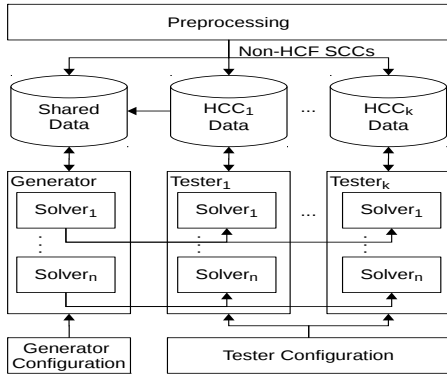 Preprocessing
Non-HCF SCCs
Shared
Data
HCC₁
Data
...
HCCₖ
Data
Generator
Solver₁
Solverₙ
Tester₁
Solver₁
Solverₙ
...
Testerₖ
Solver₁
Solverₙ
Generator
Configuration
Tester Configuration